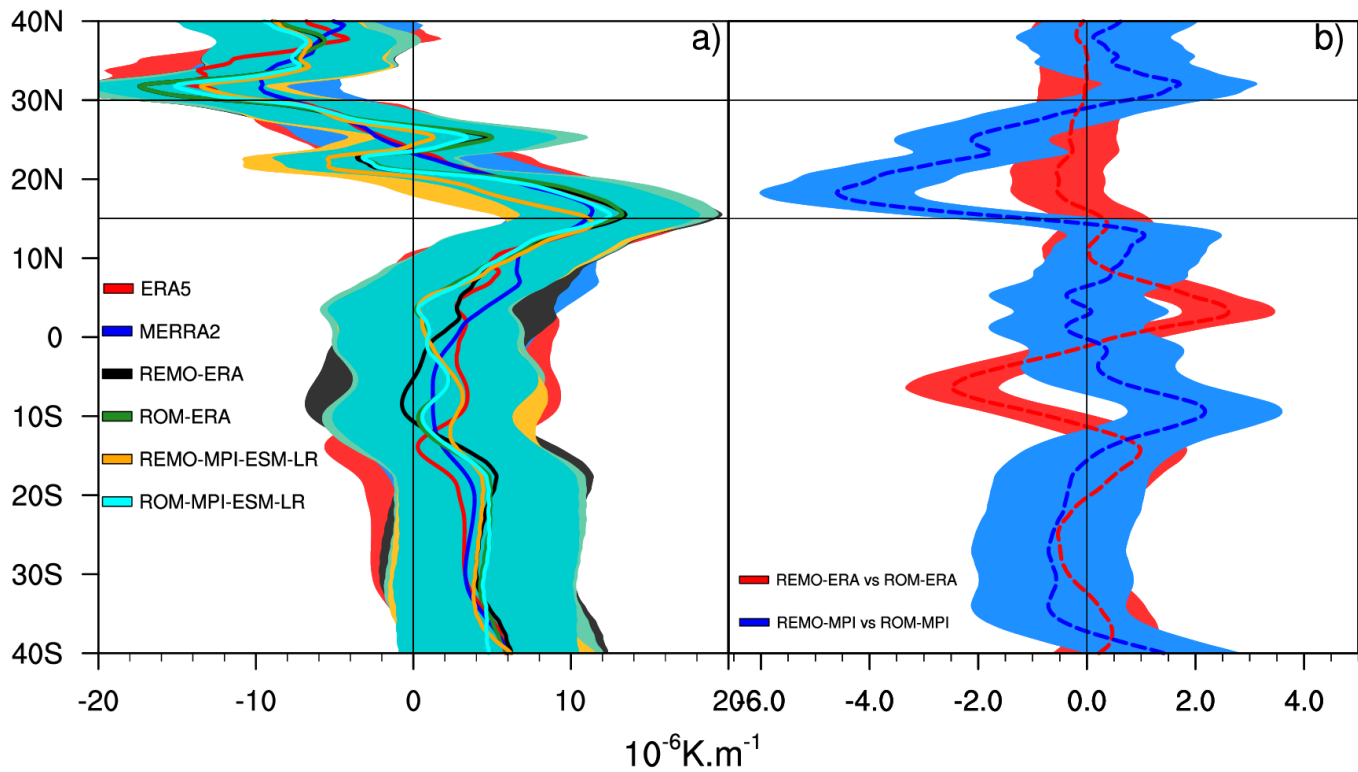 40N
30N
20N
10N
0
10S
20S
30S
40S
a)
b)
ERA5
MERRA2
REMO-ERA
ROM-ERA
REMO-MPI-ESM-LR
ROM-MPI-ESM-LR
REMO-ERA vs ROM-ERA
REMO-MPI vs ROM-MPI
-20 -10 0 10 20 -6.0 -4.0 -2.0 0.0 2.0 4.0
10⁻⁶K.m⁻¹